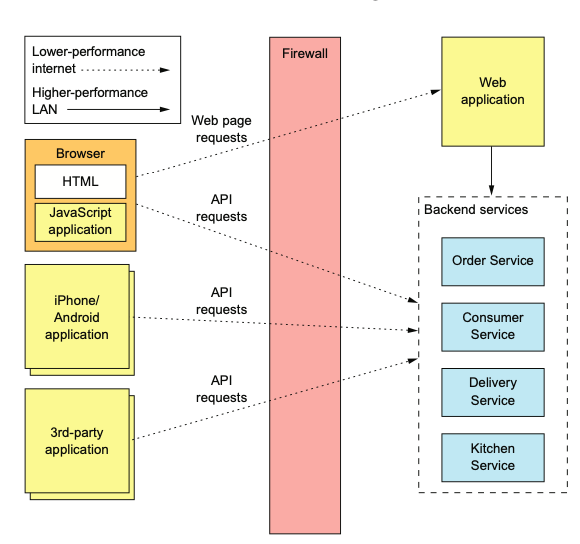 Lower-performance
internet
Higher-performance
LAN
Firewall
Web
application
Web page
requests
Browser
HTML
JavaScript
application
API
requests
Backend services
Order Service
iPhone/
Android
application
API
requests
Consumer
Service
API
requests
Delivery
Service
3rd-party
application
Kitchen
Service